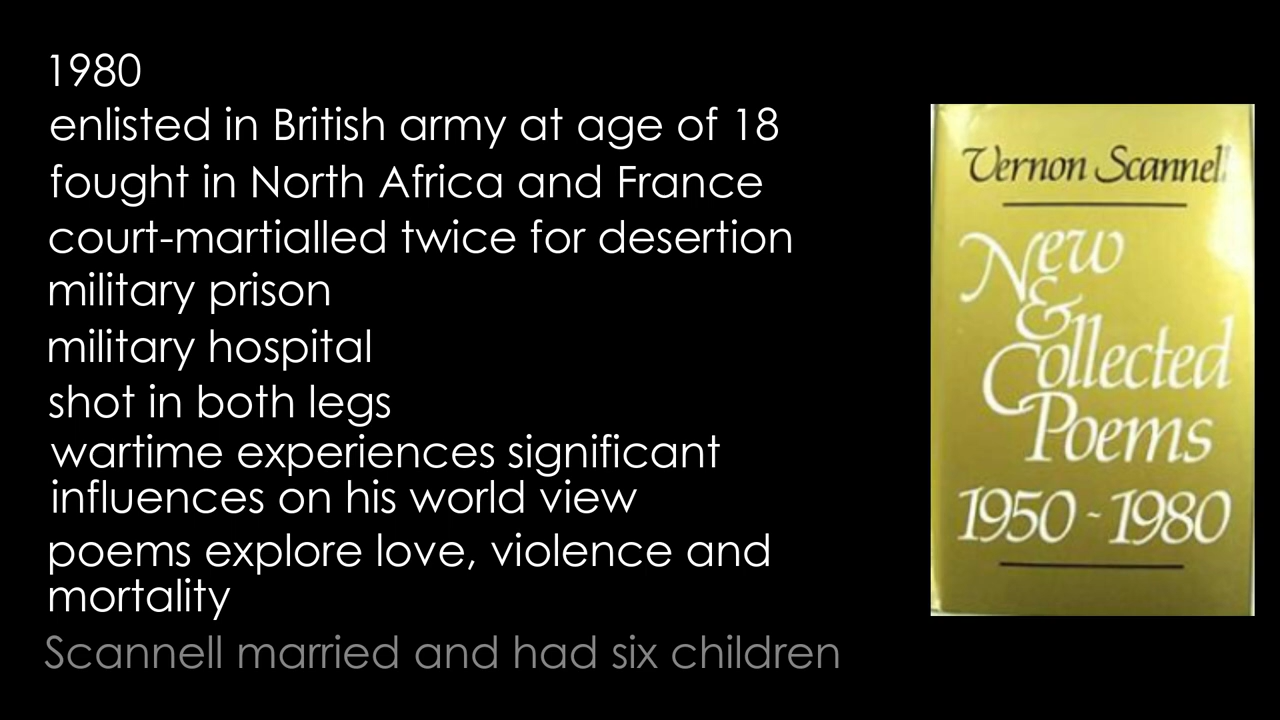 1980
enlisted in British army at age of 18
fought in North Africa and France
court-martialled twice for desertion
military prison
military hospital
shot in both legs
wartime experiences significant
influences on his world view
poems explore love, violence and
mortality
Scannell married and had six children
Vernon Scannell
New
&
Collected
Poems
1950 - 1980